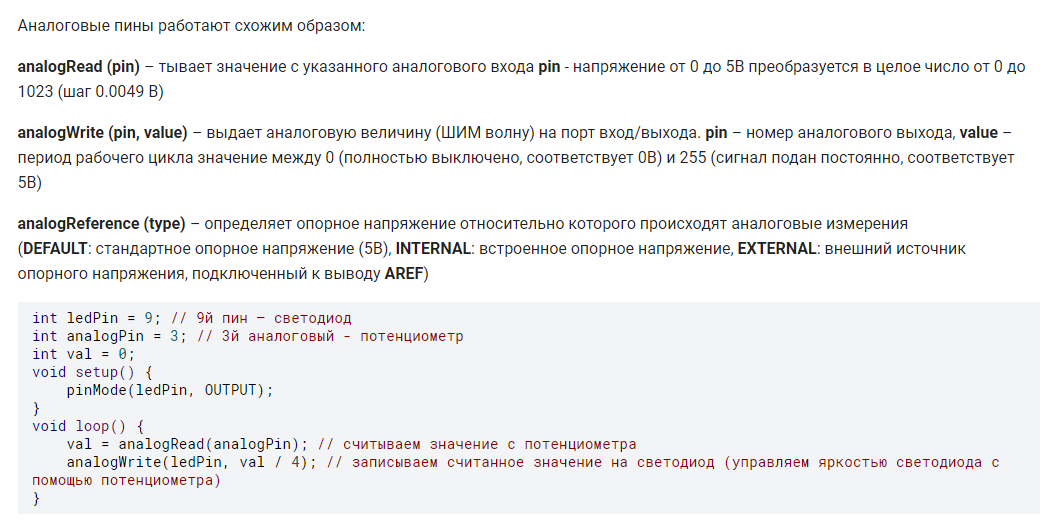 Аналоговые пины работают схожим образом:
analogRead (pin) – тывает значение с указанного аналогового входа pin - напряжение от 0 до 5В преобразуется в целое число от 0 до
1023 (шаг 0.0049 В)
analogWrite (pin, value) – выдает аналоговую величину (ШИМ волну) на порт вход/выхода. pin – номер аналогового выхода, value –
период рабочего цикла значение между 0 (полностью выключено, соответствует 0В) и 255 (сигнал подан постоянно, соответствует
5В)
analogReference (type) – определяет опорное напряжение относительно которого происходят аналоговые измерения
(DEFAULT: стандартное опорное напряжение (5В), INTERNAL: встроенное опорное напряжение, EXTERNAL: внешний источник
опорного напряжения, подключенный к выводу AREF)
int ledPin = 9; // 9й пин – светодиод
int analogPin = 3; // 3й аналоговый - потенциометр
int val = 0;
void setup() {
    pinMode(ledPin, OUTPUT);
}
void loop() {
    val = analogRead(analogPin); // считываем значение с потенциометра
    analogWrite(ledPin, val / 4); // записываем считанное значение на светодиод (управляем яркостью светодиода с
помощью потенциометра)
}